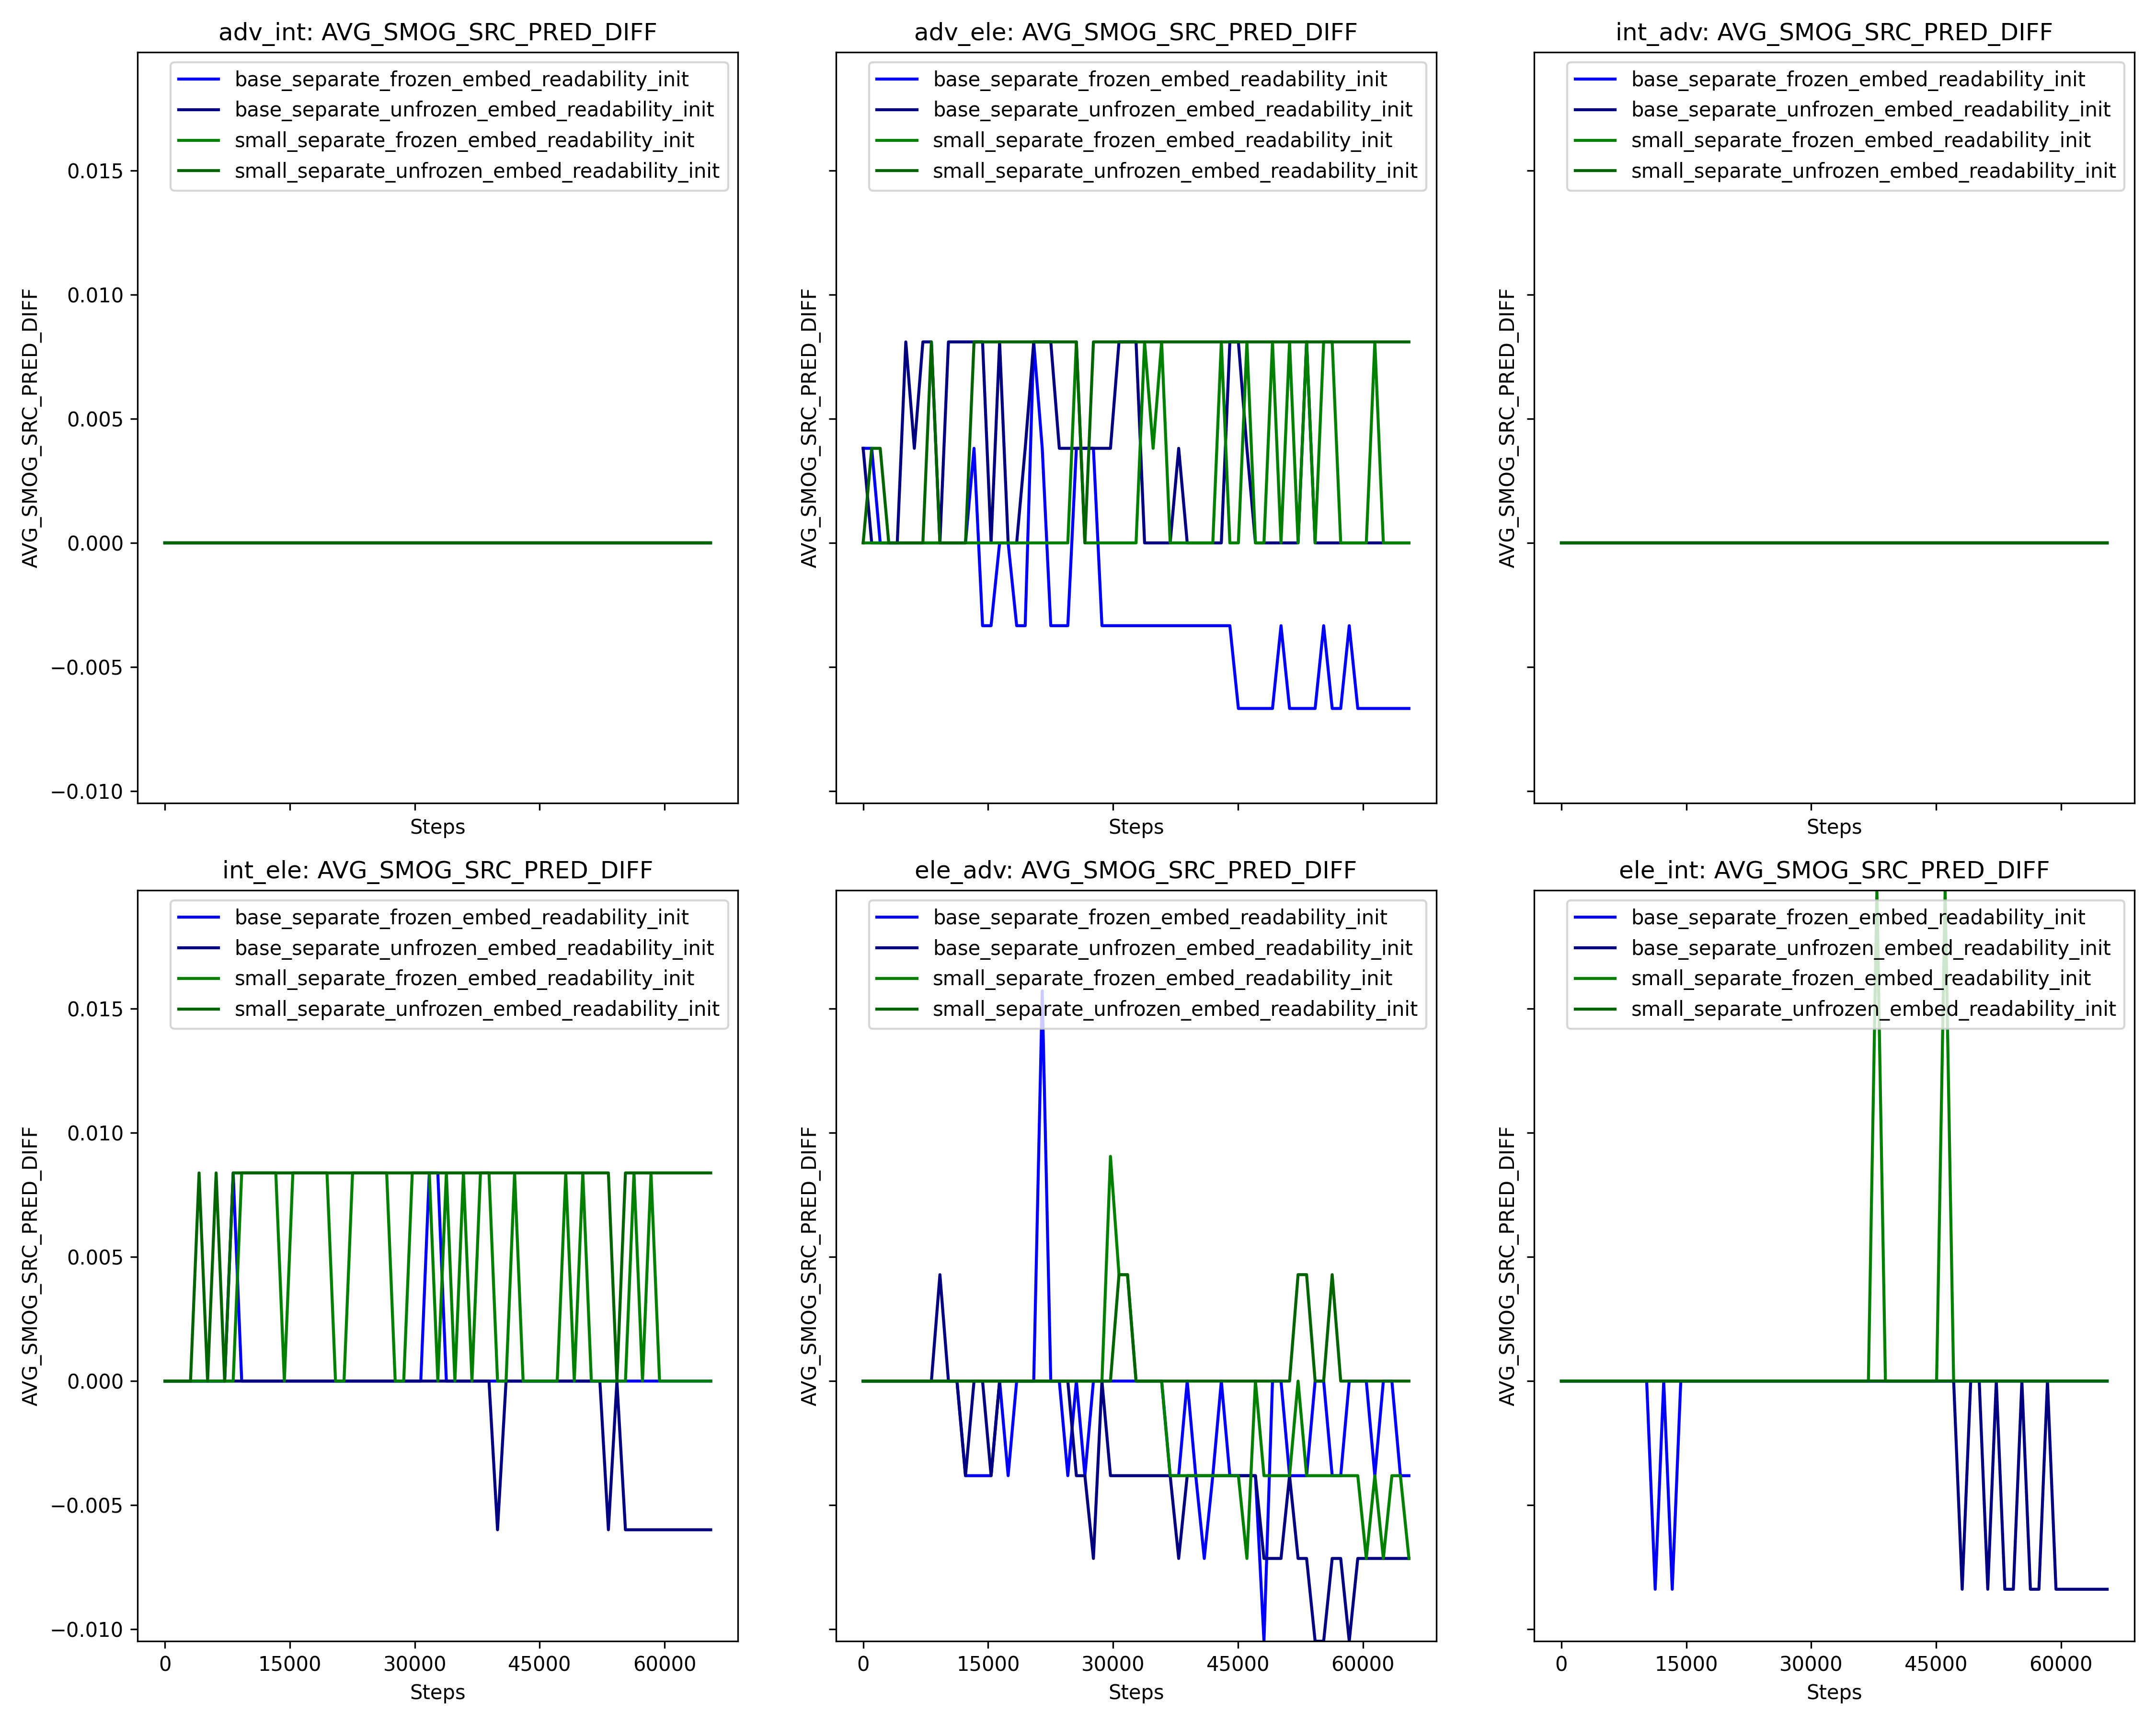 adv_int: AVG_SMOG_SRC_PRED_DIFF
base_separate_frozen_embed_readability_init
base_separate_unfrozen_embed_readability_init
small_separate_frozen_embed_readability_init
small_separate_unfrozen_embed_readability_init
AVG_SMOG_SRC_PRED_DIFF
0.015
0.010
0.005
0.000
−0.005
−0.010
Steps
adv_ele: AVG_SMOG_SRC_PRED_DIFF
base_separate_frozen_embed_readability_init
base_separate_unfrozen_embed_readability_init
small_separate_frozen_embed_readability_init
small_separate_unfrozen_embed_readability_init
AVG_SMOG_SRC_PRED_DIFF
Steps
int_adv: AVG_SMOG_SRC_PRED_DIFF
base_separate_frozen_embed_readability_init
base_separate_unfrozen_embed_readability_init
small_separate_frozen_embed_readability_init
small_separate_unfrozen_embed_readability_init
AVG_SMOG_SRC_PRED_DIFF
Steps
int_ele: AVG_SMOG_SRC_PRED_DIFF
base_separate_frozen_embed_readability_init
base_separate_unfrozen_embed_readability_init
small_separate_frozen_embed_readability_init
small_separate_unfrozen_embed_readability_init
AVG_SMOG_SRC_PRED_DIFF
0.015
0.010
0.005
0.000
−0.005
−0.010
0 15000 30000 45000 60000
Steps
ele_adv: AVG_SMOG_SRC_PRED_DIFF
base_separate_frozen_embed_readability_init
base_separate_unfrozen_embed_readability_init
small_separate_frozen_embed_readability_init
small_separate_unfrozen_embed_readability_init
AVG_SMOG_SRC_PRED_DIFF
0 15000 30000 45000 60000
Steps
ele_int: AVG_SMOG_SRC_PRED_DIFF
base_separate_frozen_embed_readability_init
base_separate_unfrozen_embed_readability_init
small_separate_frozen_embed_readability_init
small_separate_unfrozen_embed_readability_init
AVG_SMOG_SRC_PRED_DIFF
0 15000 30000 45000 60000
Steps